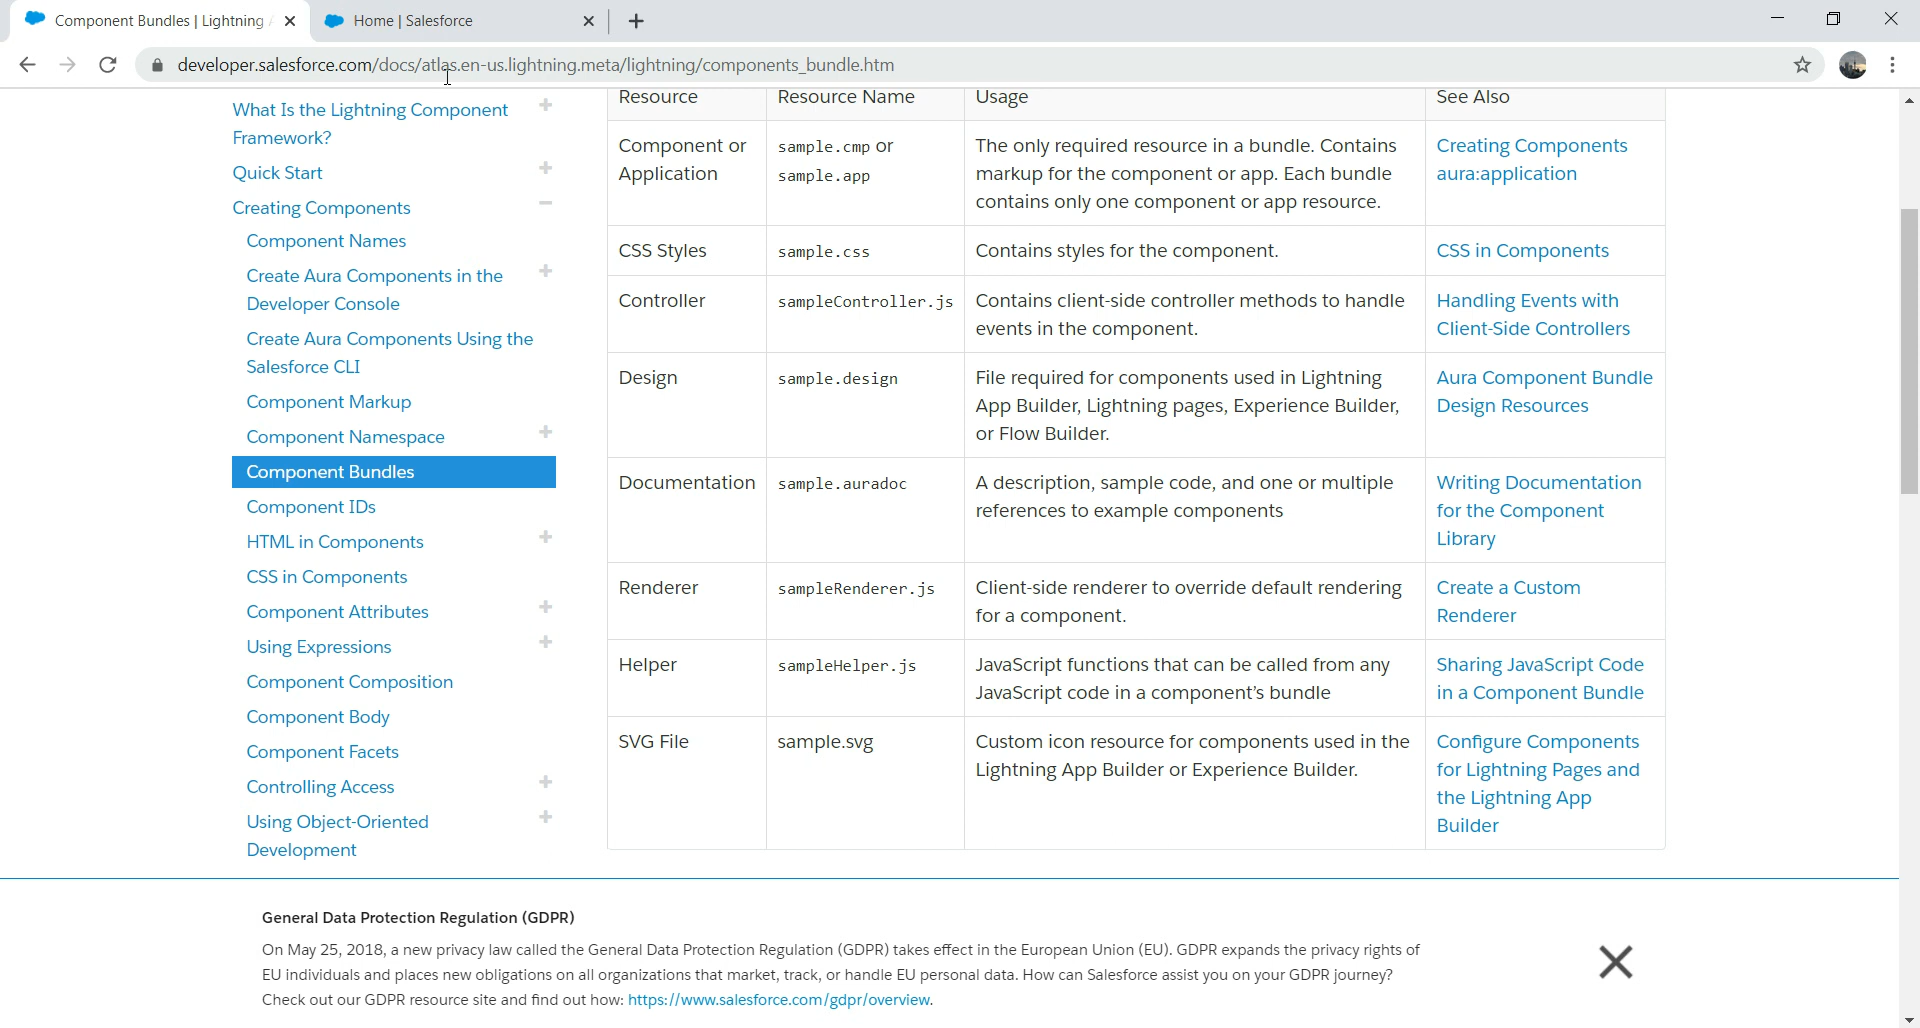 Component Bundles | Lightning A
Home | Salesforce
developer.salesforce.com/docs/atlas.en-us.lightning.meta/lightning/components_bundle.htm
What Is the Lightning Component
Framework?
Quick Start
Creating Components
Component Names
Create Aura Components in the
Developer Console
Create Aura Components Using the
Salesforce CLI
Component Markup
Component Namespace
Component Bundles
Component IDs
HTML in Components
CSS in Components
Component Attributes
Using Expressions
Component Composition
Component Body
Component Facets
Controlling Access
Using Object-Oriented
Development
Resource Resource Name Usage See Also
Component or sample.cmp or The only required resource in a bundle. Contains Creating Components
Application sample.app markup for the component or app. Each bundle aura:application
contains only one component or app resource.
CSS Styles sample.css Contains styles for the component. CSS in Components
Controller sampleController.js Contains client-side controller methods to handle Handling Events with
events in the component. Client-Side Controllers
Design sample.design File required for components used in Lightning Aura Component Bundle
App Builder, Lightning pages, Experience Builder, Design Resources
or Flow Builder.
Documentation sample.auradoc A description, sample code, and one or multiple Writing Documentation
references to example components for the Component
Library
Renderer sampleRenderer.js Client-side renderer to override default rendering Create a Custom
for a component. Renderer
Helper sampleHelper.js JavaScript functions that can be called from any Sharing JavaScript Code
JavaScript code in a component's bundle in a Component Bundle
SVG File sample.svg Custom icon resource for components used in the Configure Components
Lightning App Builder or Experience Builder. for Lightning Pages and
the Lightning App
Builder
General Data Protection Regulation (GDPR)
On May 25, 2018, a new privacy law called the General Data Protection Regulation (GDPR) takes effect in the European Union (EU). GDPR expands the privacy rights of
EU individuals and places new obligations on all organizations that market, track, or handle EU personal data. How can Salesforce assist you on your GDPR journey?
Check out our GDPR resource site and find out how: https://www.salesforce.com/gdpr/overview.